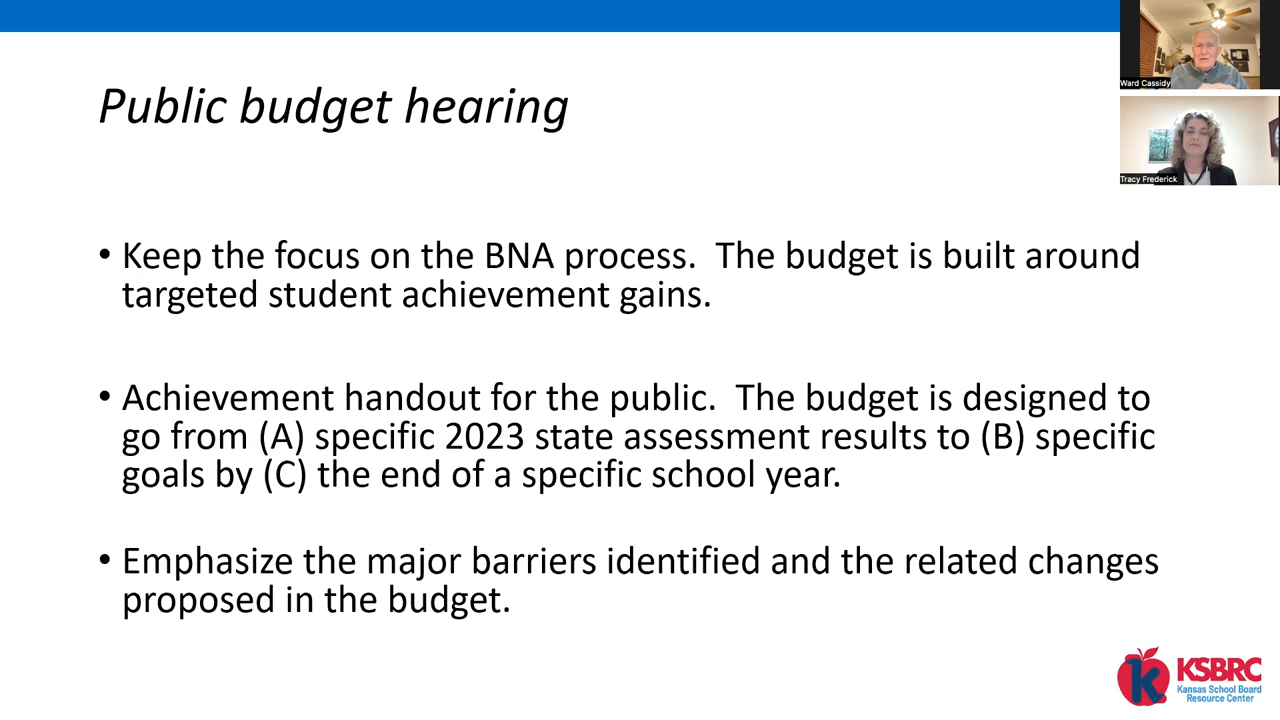 Public budget hearing
• Keep the focus on the BNA process.  The budget is built around
targeted student achievement gains.
• Achievement handout for the public.  The budget is designed to
go from (A) specific 2023 state assessment results to (B) specific
goals by (C) the end of a specific school year.
• Emphasize the major barriers identified and the related changes
proposed in the budget.
Ward Cassidy
Tracy Frederick
k
KSBRC
Kansas School Board
Resource Center